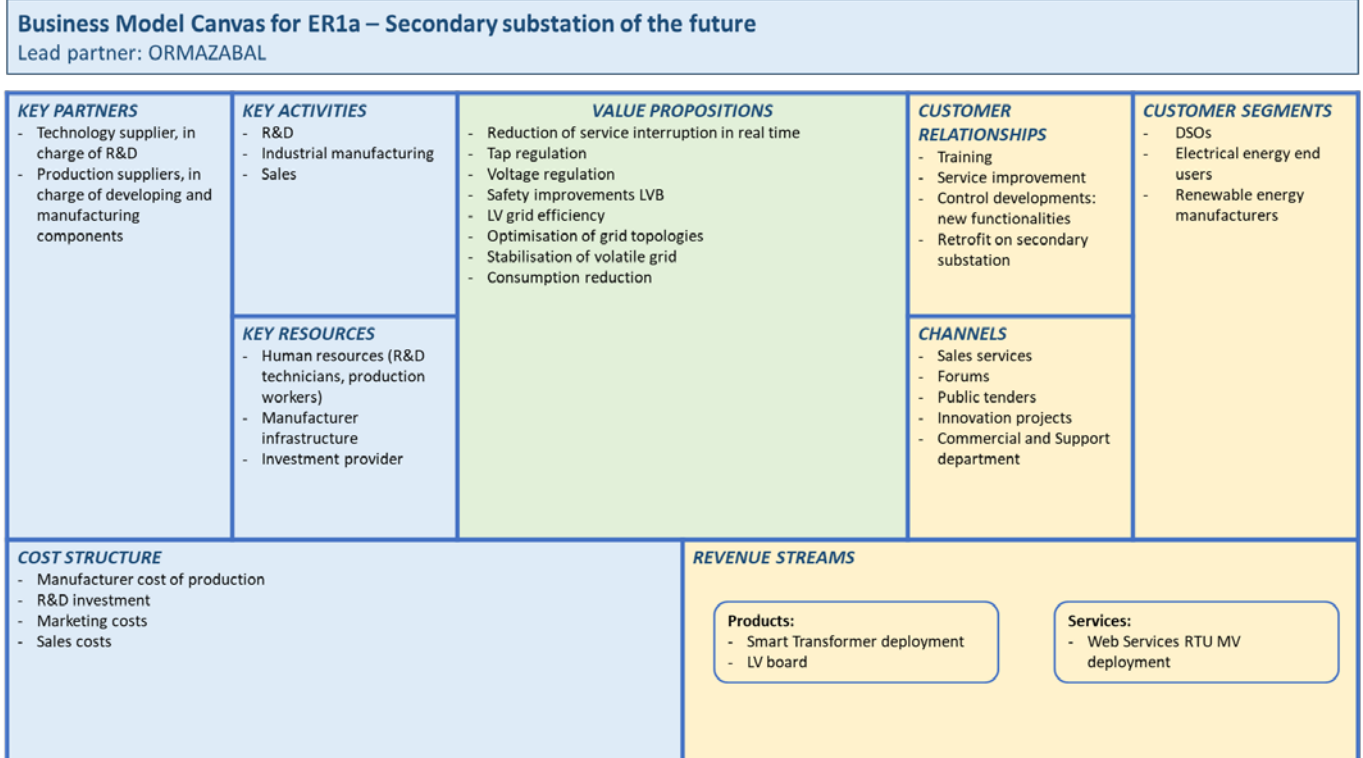 Business Model Canvas for ER1a – Secondary substation of the future
Lead partner: ORMAZABAL
KEY PARTNERS
- Technology supplier, in
charge of R&D
- Production suppliers, in
charge of developing and
manufacturing
components
KEY ACTIVITIES
- R&D
- Industrial manufacturing
- Sales
KEY RESOURCES
- Human resources (R&D
technicians, production
workers)
- Manufacturer
infrastructure
- Investment provider
VALUE PROPOSITIONS
- Reduction of service interruption in real time
- Tap regulation
- Voltage regulation
- Safety improvements LVB
- LV grid efficiency
- Optimisation of grid topologies
- Stabilisation of volatile grid
- Consumption reduction
CUSTOMER
RELATIONSHIPS
- Training
- Service improvement
- Control developments:
new functionalities
- Retrofit on secondary
substation
CHANNELS
- Sales services
- Forums
- Public tenders
- Innovation projects
- Commercial and Support
department
CUSTOMER SEGMENTS
- DSOs
- Electrical energy end
users
- Renewable energy
manufacturers
COST STRUCTURE
- Manufacturer cost of production
- R&D investment
- Marketing costs
- Sales costs
REVENUE STREAMS
Products:
- Smart Transformer deployment
- LV board
Services:
- Web Services RTU MV
deployment